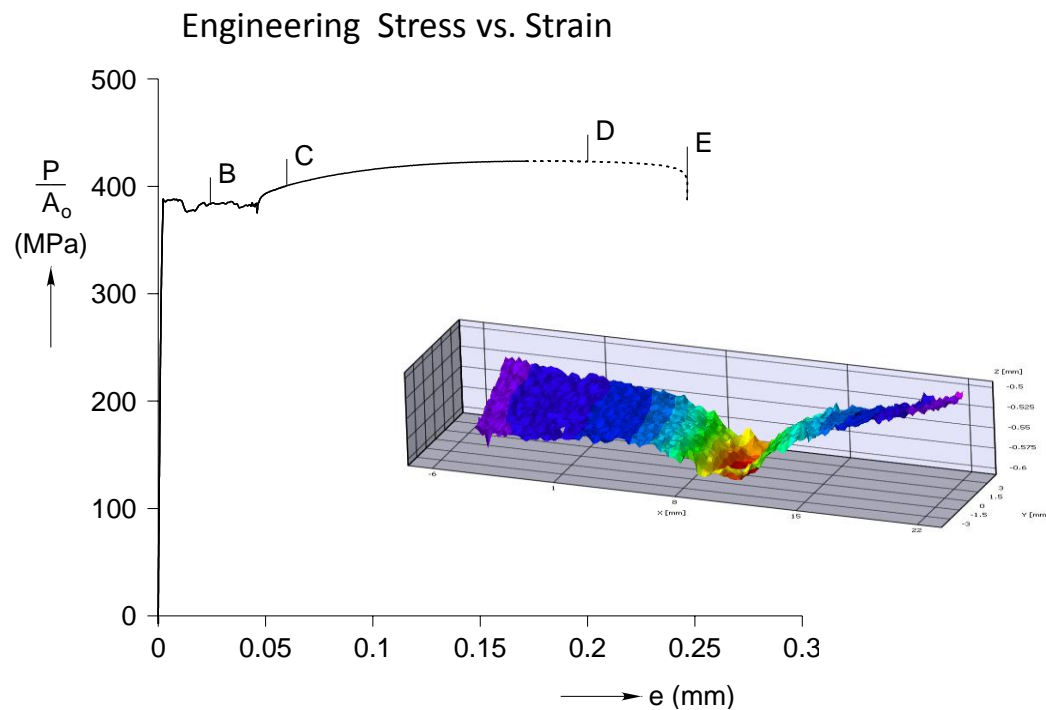 Engineering Stress vs. Strain
500
400
300
200
100
0
P
A₀
(MPa)
B
C
D
E
Z [mm]
-0.5
-0.525
-0.55
-0.575
-0.6
3
1.5
0
-1.5
-3
Y [mm
-6
1
8
15
22
X [mm]
0 0.05 0.1 0.15 0.2 0.25 0.3
e (mm)